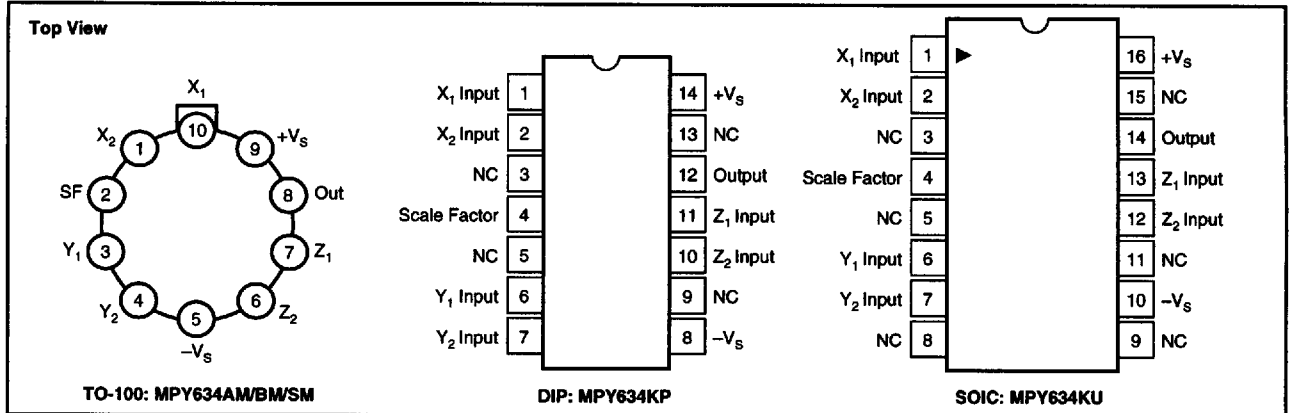 Top View
X₁
10
X₂
1
+Vₛ
9
SF
2
8
Out
Y₁
3
7
Z₁
Y₂
4
5
6
Z₂
–Vₛ
TO-100: MPY634AM/BM/SM
X₁ Input 1
14 +Vₛ
X₂ Input 2
13 NC
NC 3
12 Output
Scale Factor 4
11 Z₁ Input
NC 5
10 Z₂ Input
Y₁ Input 6
9 NC
Y₂ Input 7
8 –Vₛ
DIP: MPY634KP
X₁ Input 1
16 +Vₛ
X₂ Input 2
15 NC
NC 3
14 Output
Scale Factor 4
13 Z₁ Input
NC 5
12 Z₂ Input
Y₁ Input 6
11 NC
Y₂ Input 7
10 –Vₛ
NC 8
9 NC
SOIC: MPY634KU